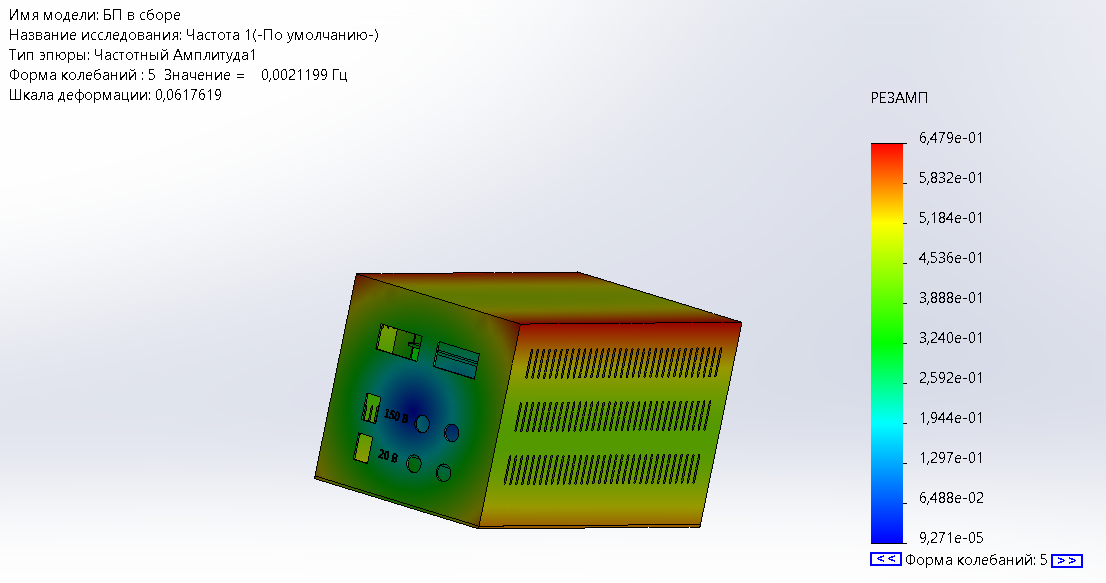 Имя модели: БП в сборе
Название исследования: Частота 1(-По умолчанию-)
Тип эпюры: Частотный Амплитуда1
Форма колебаний : 5 Значение = 0,0021199 Гц
Шкала деформации: 0,0617619
РЕЗАМП
6,479e-01
5,832e-01
5,184e-01
4,536e-01
3,888e-01
3,240e-01
2,592e-01
1,944e-01
1,297e-01
6,488e-02
9,271e-05
150 В
20 В
<< Форма колебаний: 5 >>